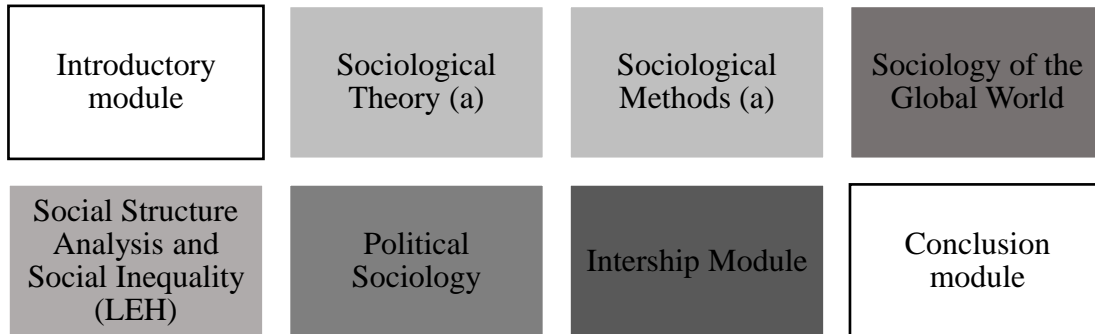 Introductory
module
Sociological
Theory (a)
Sociological
Methods (a)
Sociology of the
Global World
Social Structure
Analysis and
Social Inequality
(LEH)
Political
Sociology
Intership Module
Conclusion
module